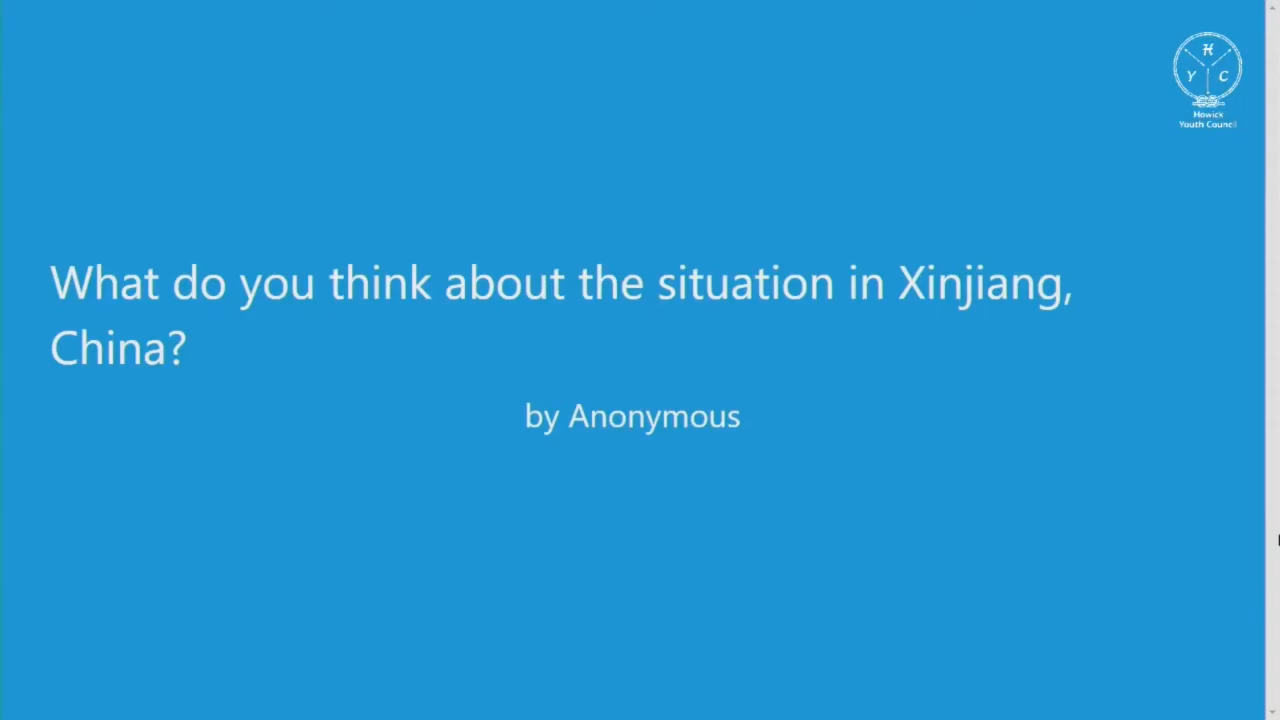 H
Y C
Howick
Youth Council
What do you think about the situation in Xinjiang,
China?
by Anonymous